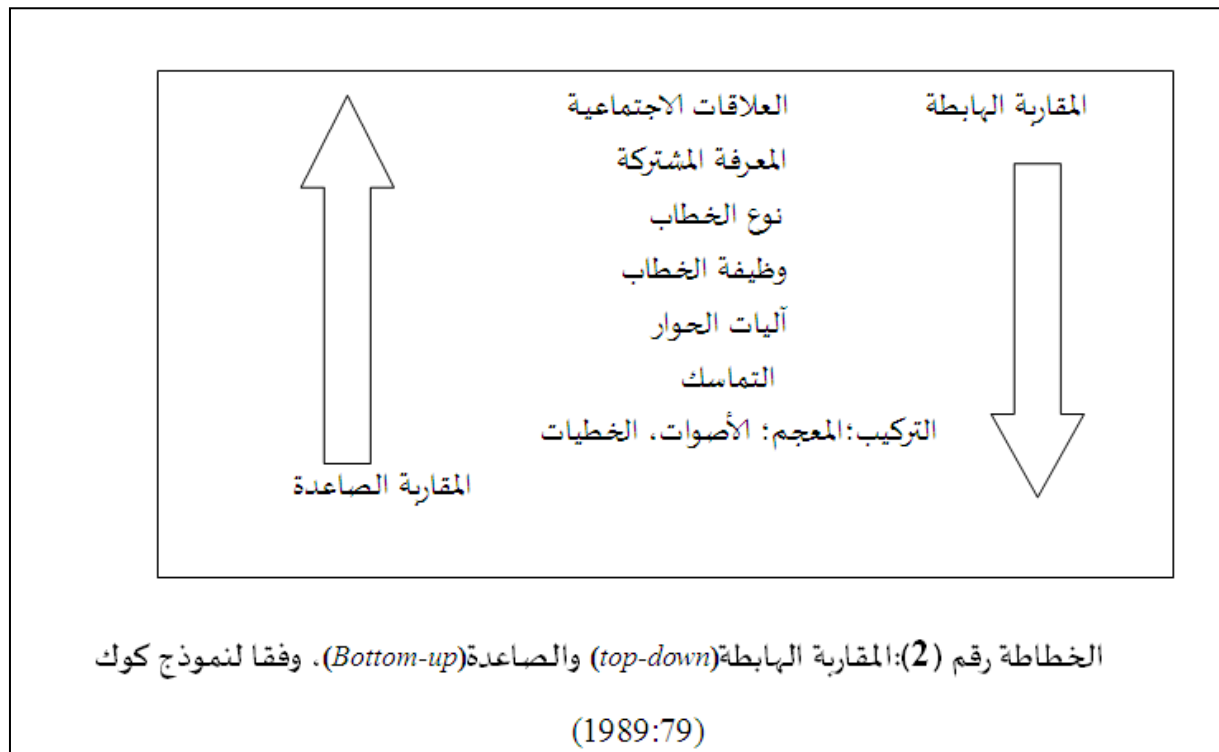 المقاربة الهابطة
العلاقات الاجتماعية
المعرفة المشتركة
نوع الخطاب
وظيفة الخطاب
آليات الحوار
التماسك
التركيب؛المعجم؛ الأصوات، الخطيات
المقاربة الصاعدة
الخطاطة رقم (2):المقاربة الهابطة(top-down) والصاعدة(Bottom-up)، وفقا لنموذج كوك
(1989:79)